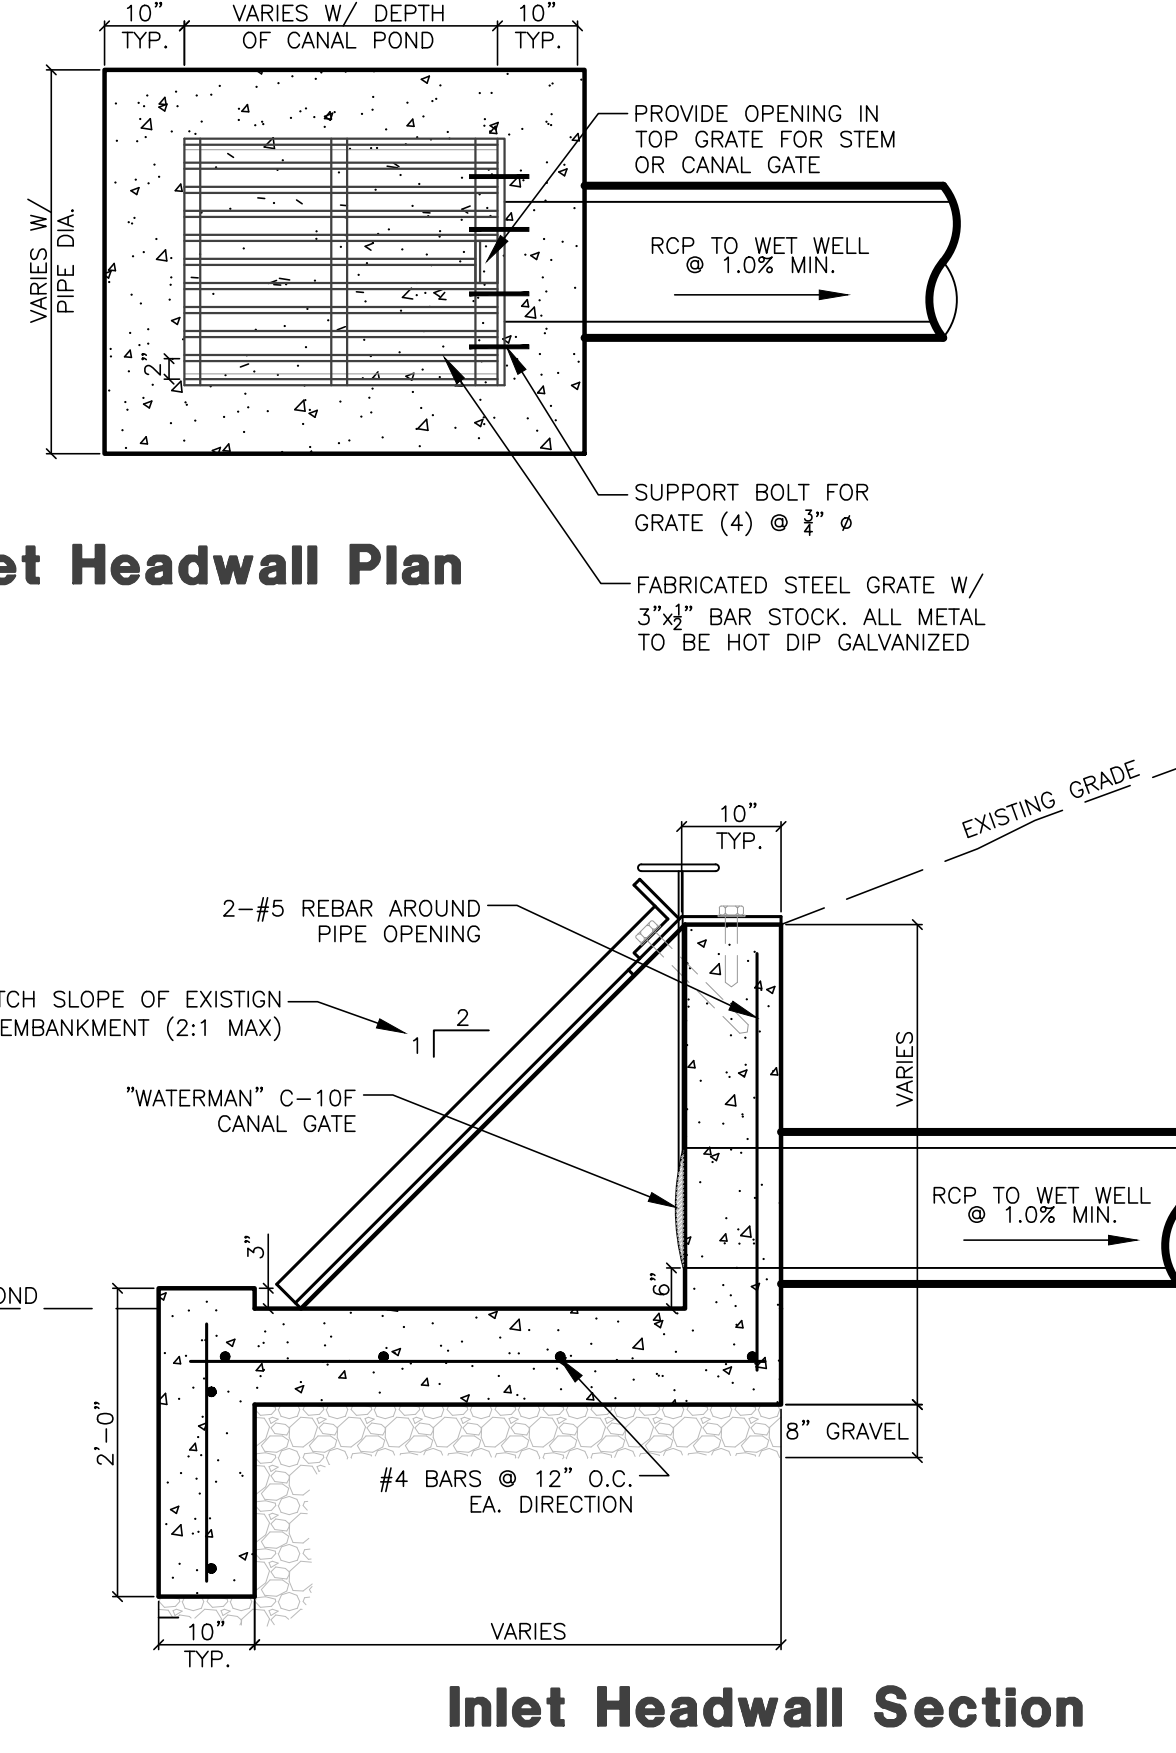 10" VARIES W/ DEPTH 10"
TYP. OF CANAL POND TYP.
PROVIDE OPENING IN
TOP GRATE FOR STEM
OR CANAL GATE
VARIES W/
PIPE DIA.
RCP TO WET WELL
@ 1.0% MIN.
2"
SUPPORT BOLT FOR
GRATE (4) @ 3/4" ø
et Headwall Plan
FABRICATED STEEL GRATE W/
3"x1/2" BAR STOCK. ALL METAL
TO BE HOT DIP GALVANIZED
EXISTING GRADE
10"
TYP.
2-#5 REBAR AROUND
PIPE OPENING
TCH SLOPE OF EXISTIGN
EMBANKMENT (2:1 MAX)
2
1
VARIES
"WATERMAN" C-10F
CANAL GATE
RCP TO WET WELL
@ 1.0% MIN.
3"
6"
OND
2'-0"
8" GRAVEL
#4 BARS @ 12" O.C.
EA. DIRECTION
10"
TYP.
VARIES
Inlet Headwall Section